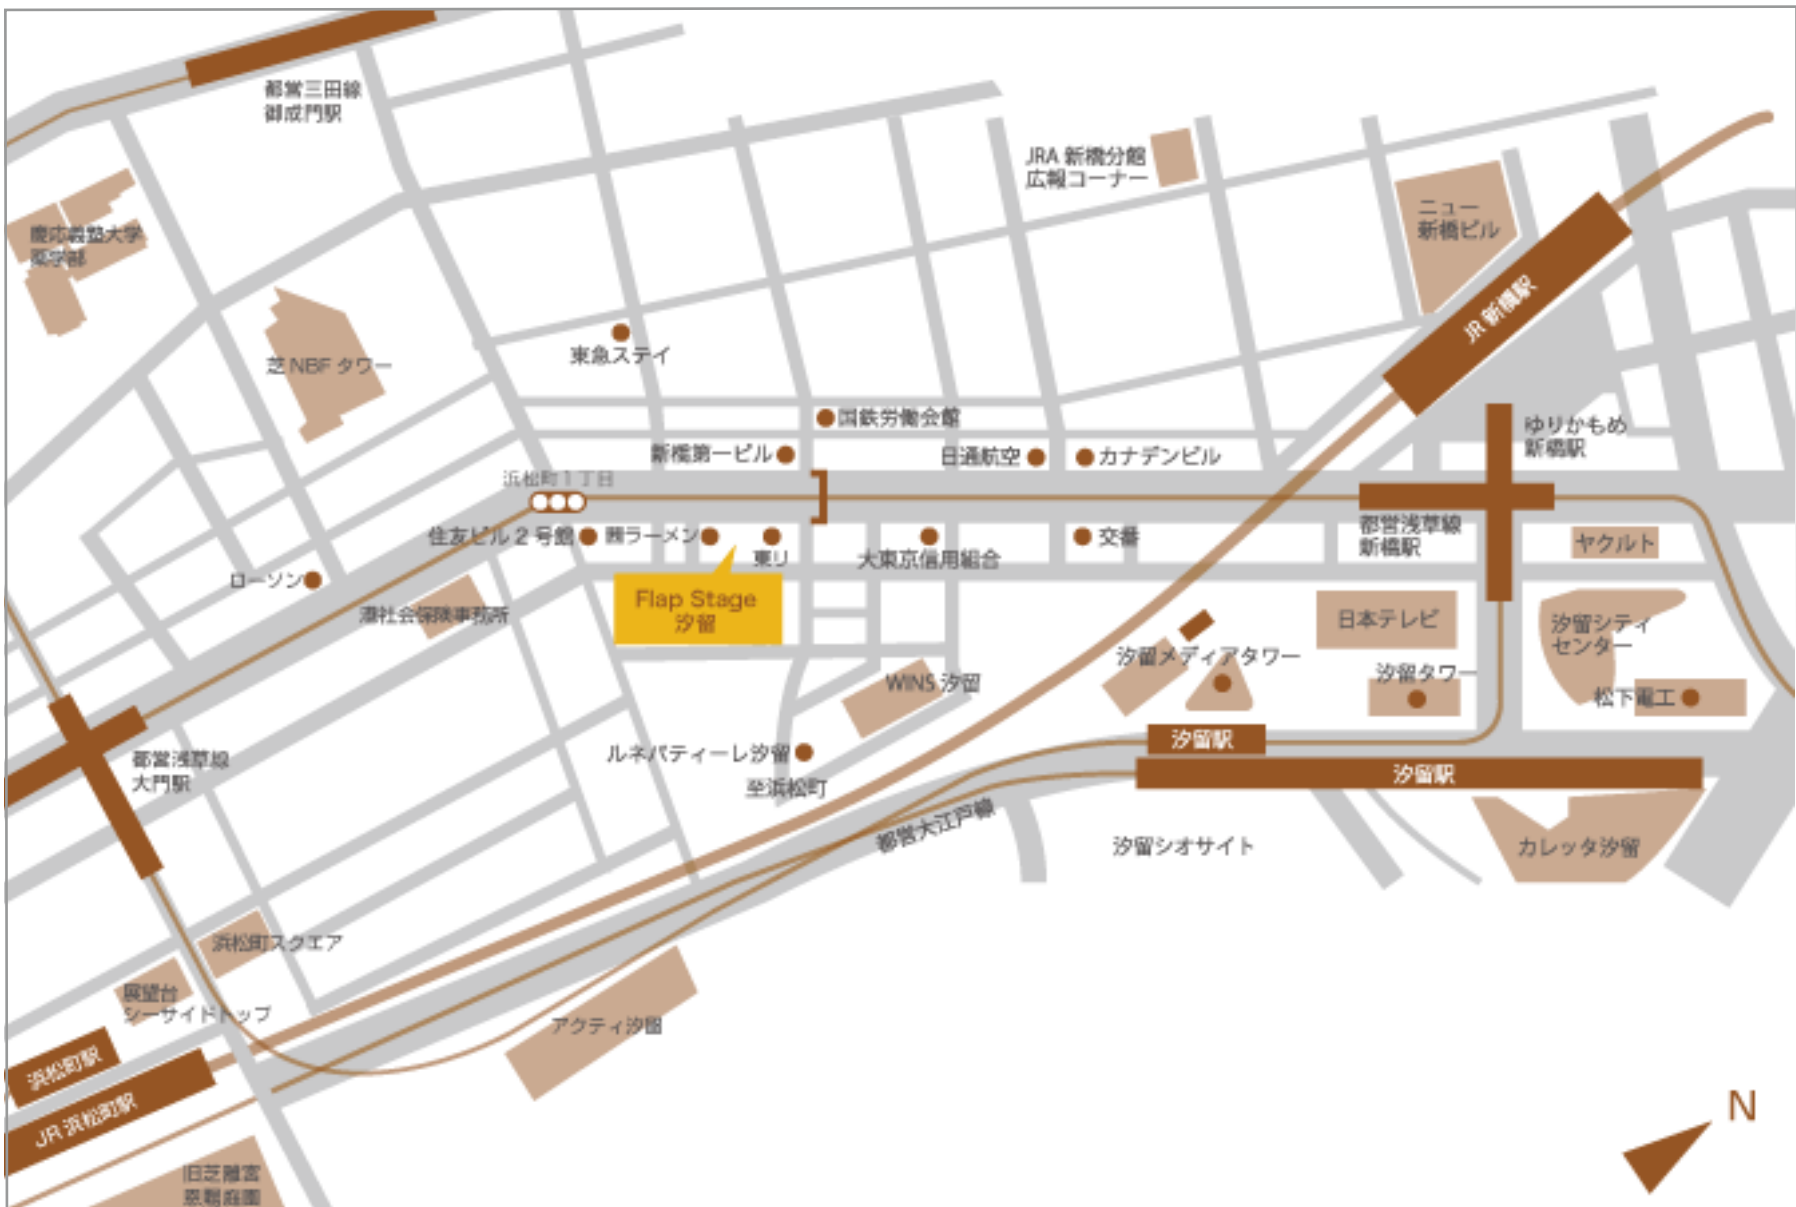 都営三田線
御成門駅
JRA 新橋分館
広報コーナー
ニュー
新橋ビル
慶応義塾大学
薬学部
JR 新橋駅
芝 NBF タワー
東急ステイ
国鉄労働会館
ゆりかもめ
新橋駅
新橋第一ビル
日通航空
カナデンビル
浜松町1丁目
住友ビル 2 号館
ラーメン
東リ
大東京信用組合
交番
都営浅草線
新橋駅
ヤクルト
ローソン
Flap Stage
汐留
港社会保険事務所
日本テレビ
汐留シティ
センター
汐留メディアタワー
汐留タワー
WINS 汐留
松下電工
汐留駅
ルネパティーレ汐留
都営浅草線
大門駅
汐留駅
至浜松町
都営大江戸線
汐留シオサイト
カレッタ汐留
浜松町スクエア
展望台
シーサイドトップ
アクティ汐留
浜松町駅
JR 浜松町駅
N
旧芝離宮
恩賜庭園